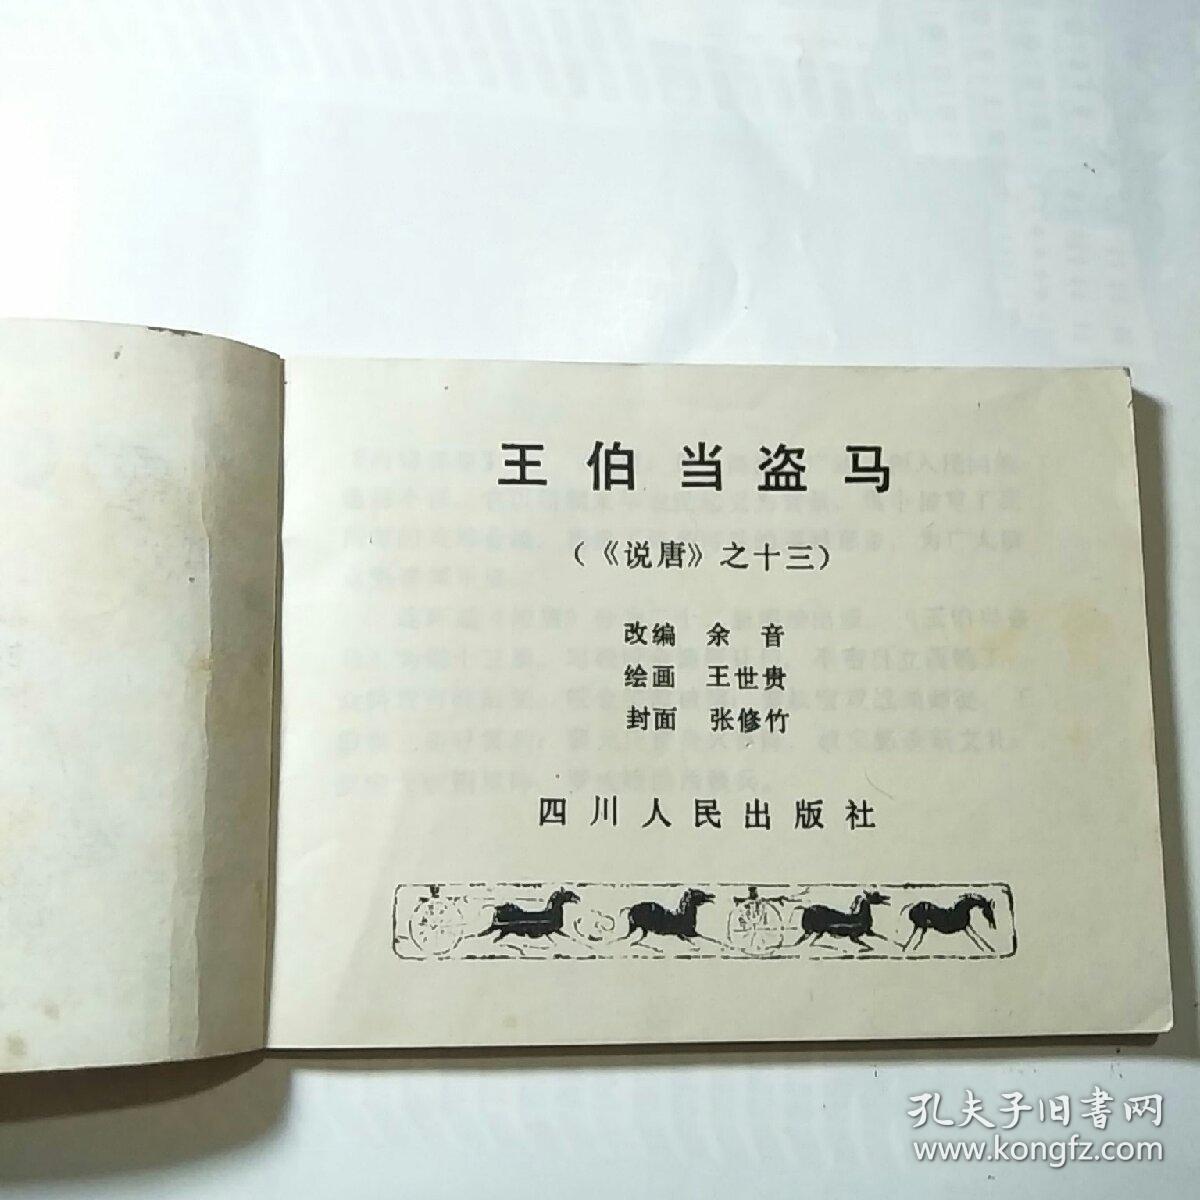 王伯当盗马
（《说唐》之十三）
改编 余音
绘画 王世贵
封面 张修竹
四川人民出版社
孔夫子旧书网
www.kongfz.com